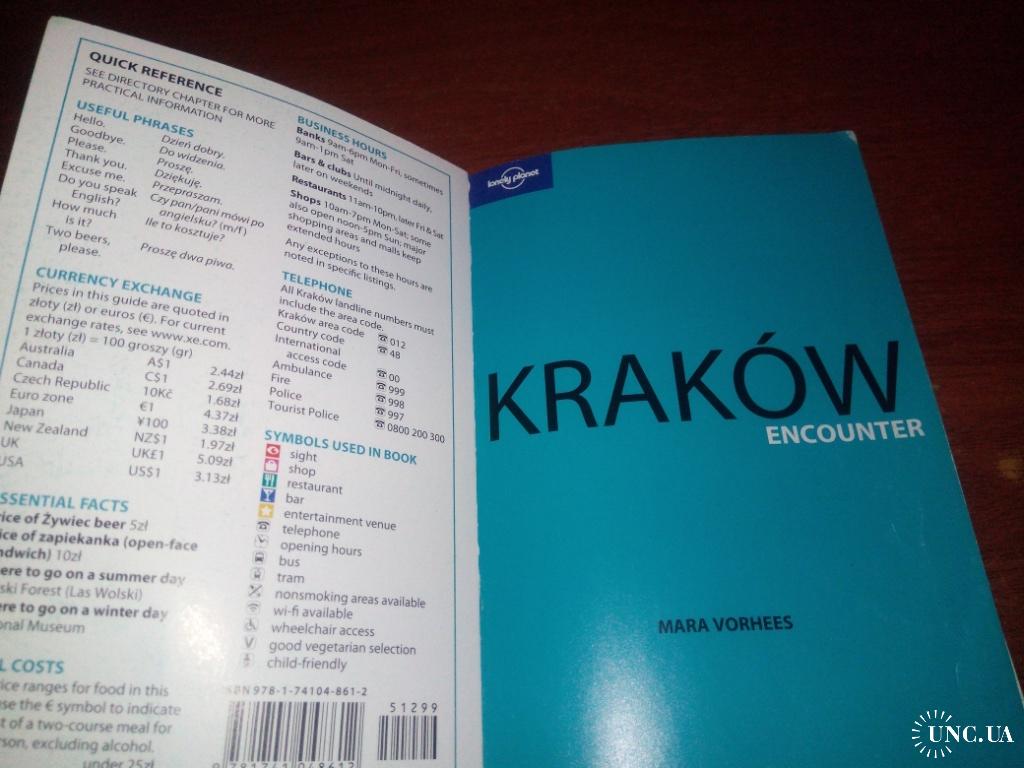 QUICK REFERENCE
SEE DIRECTORY CHAPTER FOR MORE
PRACTICAL INFORMATION
USEFUL PHRASES
Hello. Dzień dobry.
Goodbye. Do widzenia.
Please. Proszę.
Thank you. Dziękuję.
Excuse me. Przepraszam.
Do you speak Czy pan/pani mówi po
English? angielsku? (m/f)
How much Ile to kosztuje?
is it?
Two beers, Proszę dwa piwa.
please.
CURRENCY EXCHANGE
Prices in this guide are quoted in
złoty (zł) or euros (€). For current
exchange rates, see www.xe.com.
1 złoty (zł) = 100 groszy (gr)
Australia A$1 2.44zł
Canada C$1 2.69zł
Czech Republic 10Kč 1.68zł
Euro zone €1 4.37zł
Japan ¥100 3.38zł
New Zealand NZ$1 1.97zł
UK UK£1 5.09zł
USA US$1 3.13zł
SSENTIAL FACTS
rice of Żywiec beer 5zł
ice of zapiekanka (open-face
ndwich) 10zł
ere to go on a summer day
ski Forest (Las Wolski)
ere to go on a winter day
onal Museum
L COSTS
ice ranges for food in this
se the € symbol to indicate
t of a two-course meal for
rson, excluding alcohol.
under 25zł
BUSINESS HOURS
Banks 9am-6pm Mon-Fri, sometimes
9am-1pm Sat
Bars & clubs Until midnight daily,
later on weekends
Restaurants 11am-10pm, later Fri & Sat
Shops 10am-7pm Mon-Sat; some
also open noon-5pm Sun; major
shopping areas and malls keep
extended hours
Any exceptions to these hours are
noted in specific listings.
TELEPHONE
All Kraków landline numbers must
include the area code.
Kraków area code ☎ 012
Country code ☎ 48
International
access code ☎ 00
Ambulance ☎ 999
Fire ☎ 998
Police ☎ 997
Tourist Police ☎ 0800 200 300
SYMBOLS USED IN BOOK
sight
shop
restaurant
bar
entertainment venue
telephone
opening hours
bus
tram
nonsmoking areas available
wi-fi available
wheelchair access
V good vegetarian selection
child-friendly
ISBN 978-1-74104-861-2
51299
9 781741 048612
lonely planet
KRAKÓW
ENCOUNTER
MARA VORHEES
UNC.UA